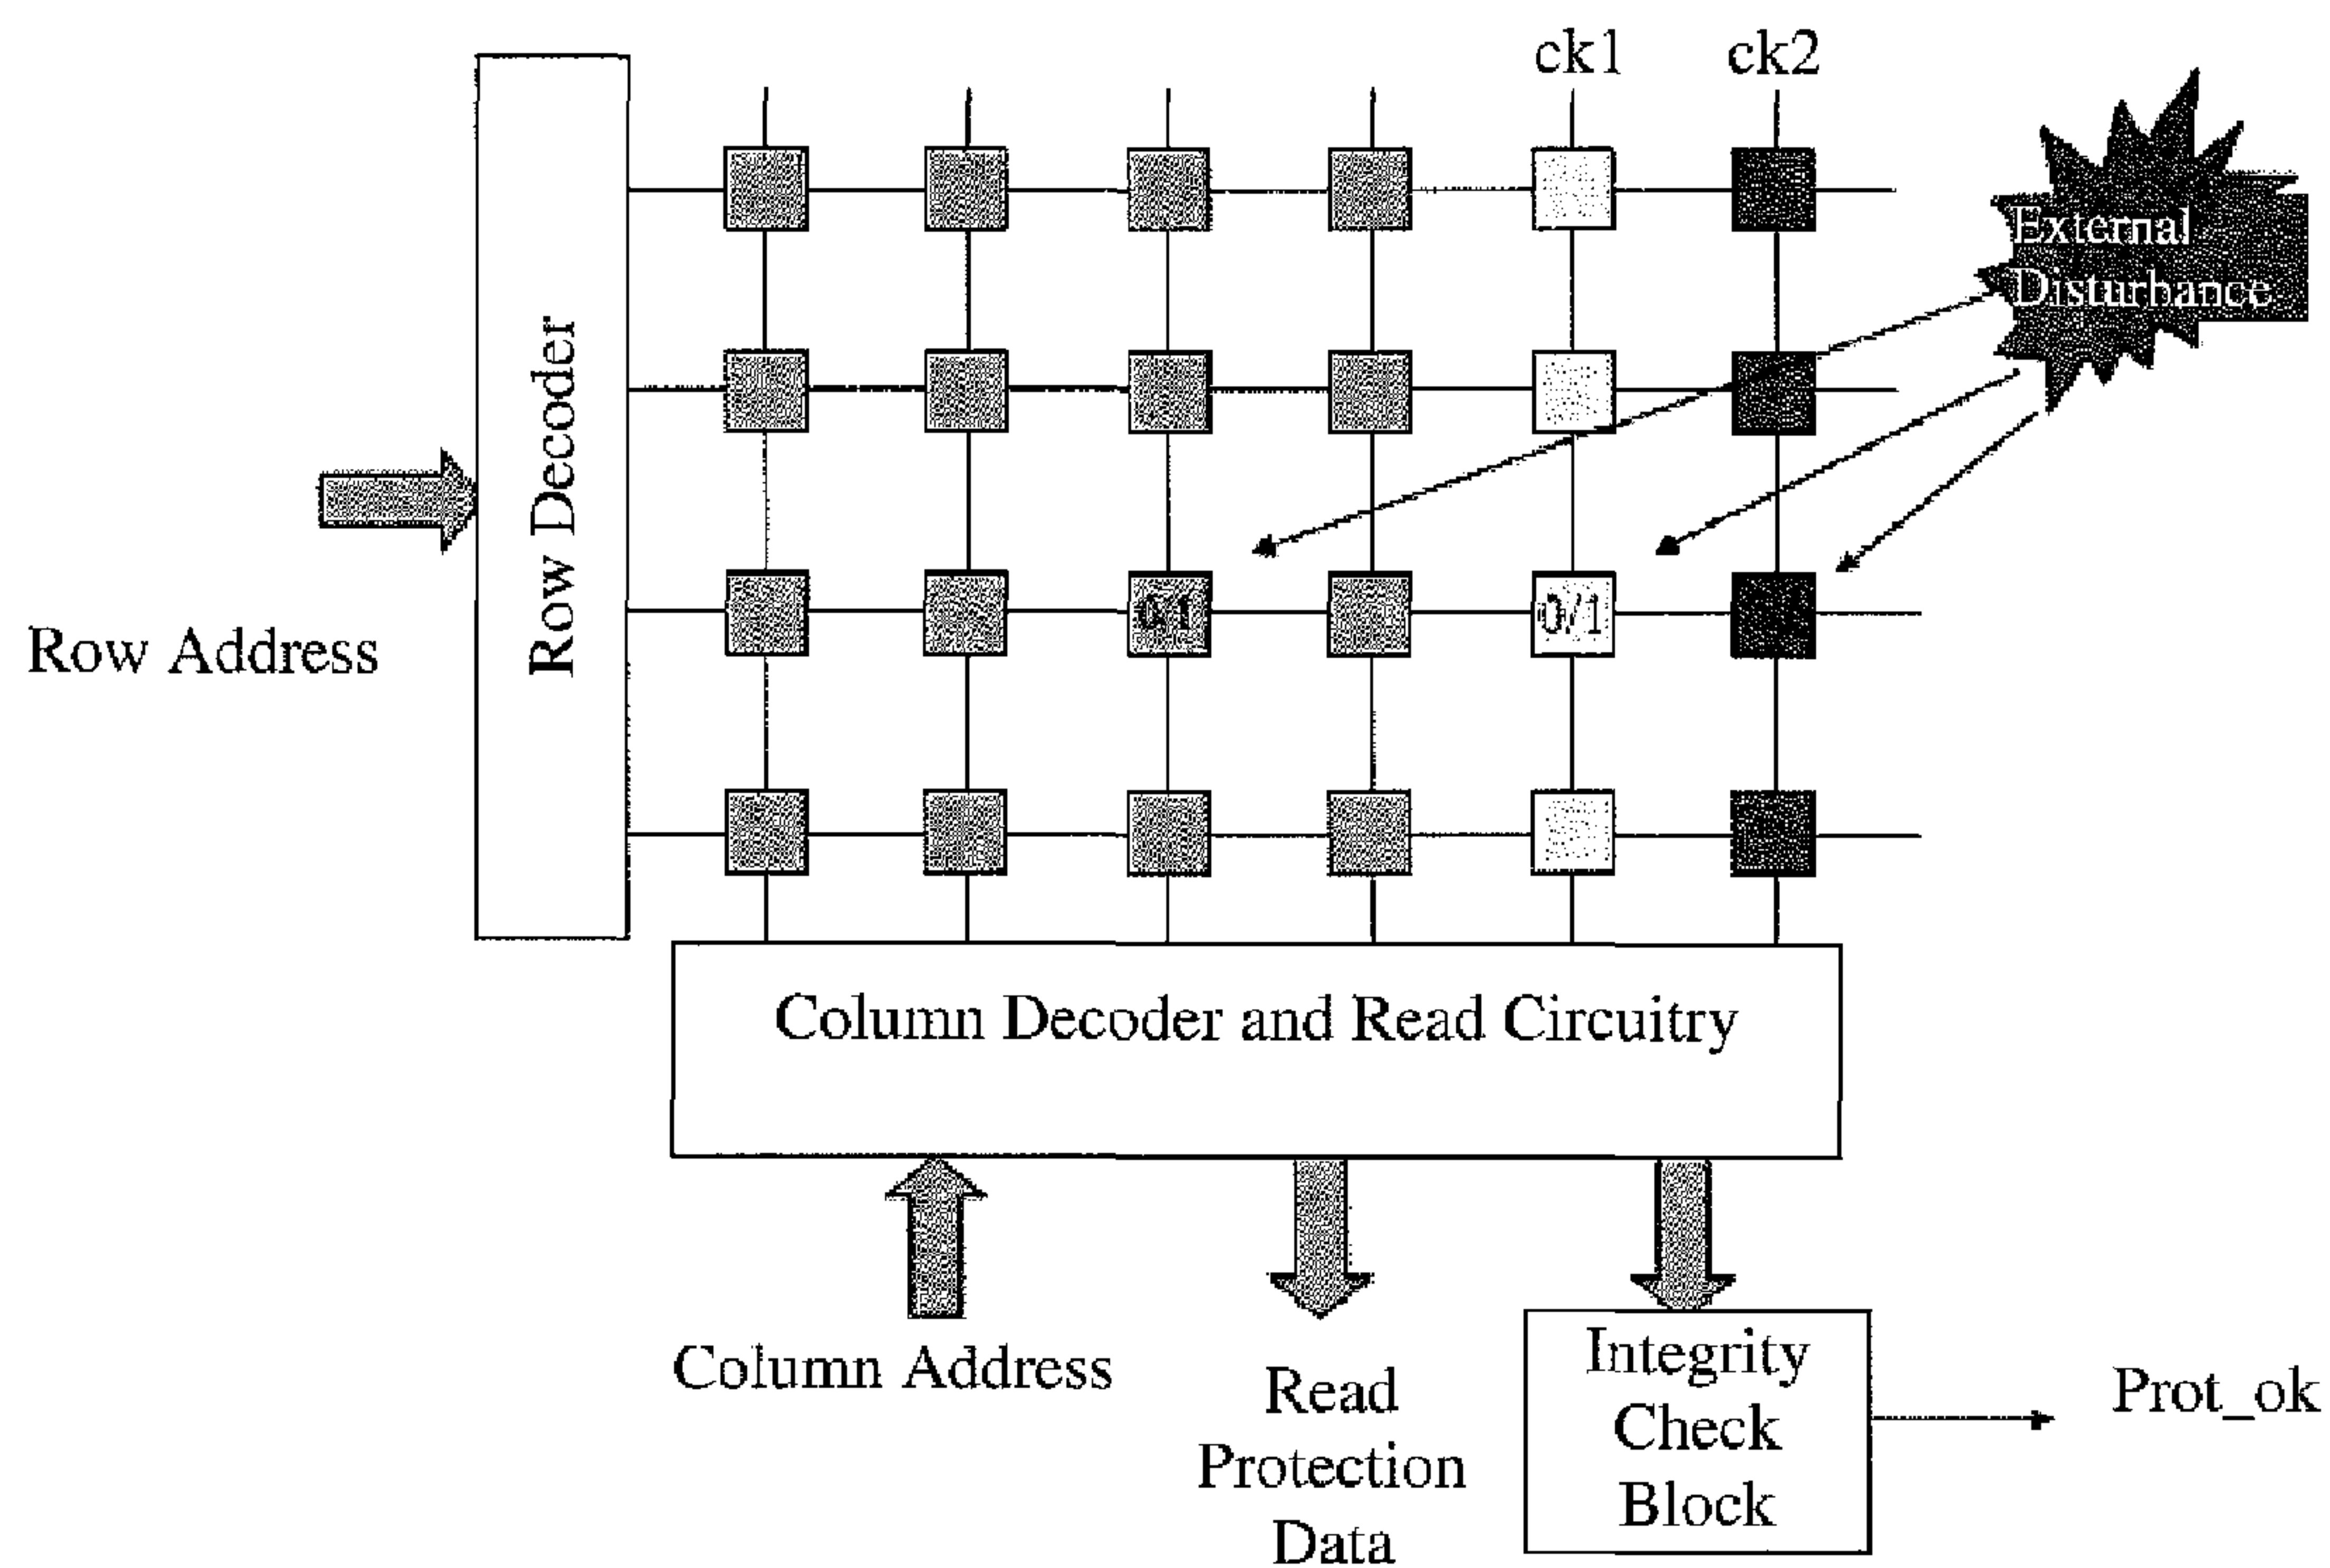 ck1
ck2
External
Disturbance
Row Decoder
Row Address
0/1
0/1
Column Decoder and Read Circuitry
Column Address
Read
Protection
Data
Integrity
Check
Block
Prot_ok